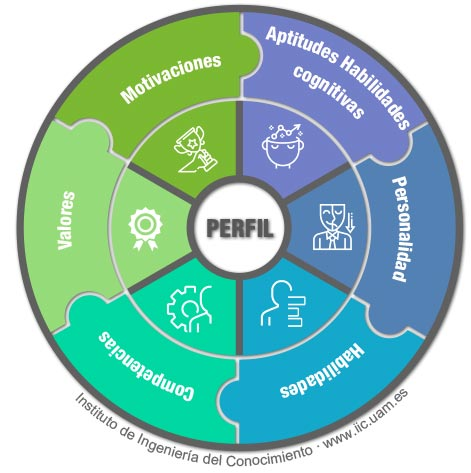 Motivaciones
Aptitudes Habilidades
cognitivas
Personalidad
Habilidades
Competencias
Valores
PERFIL
Instituto de Ingeniería del Conocimiento · www.iic.uam.es